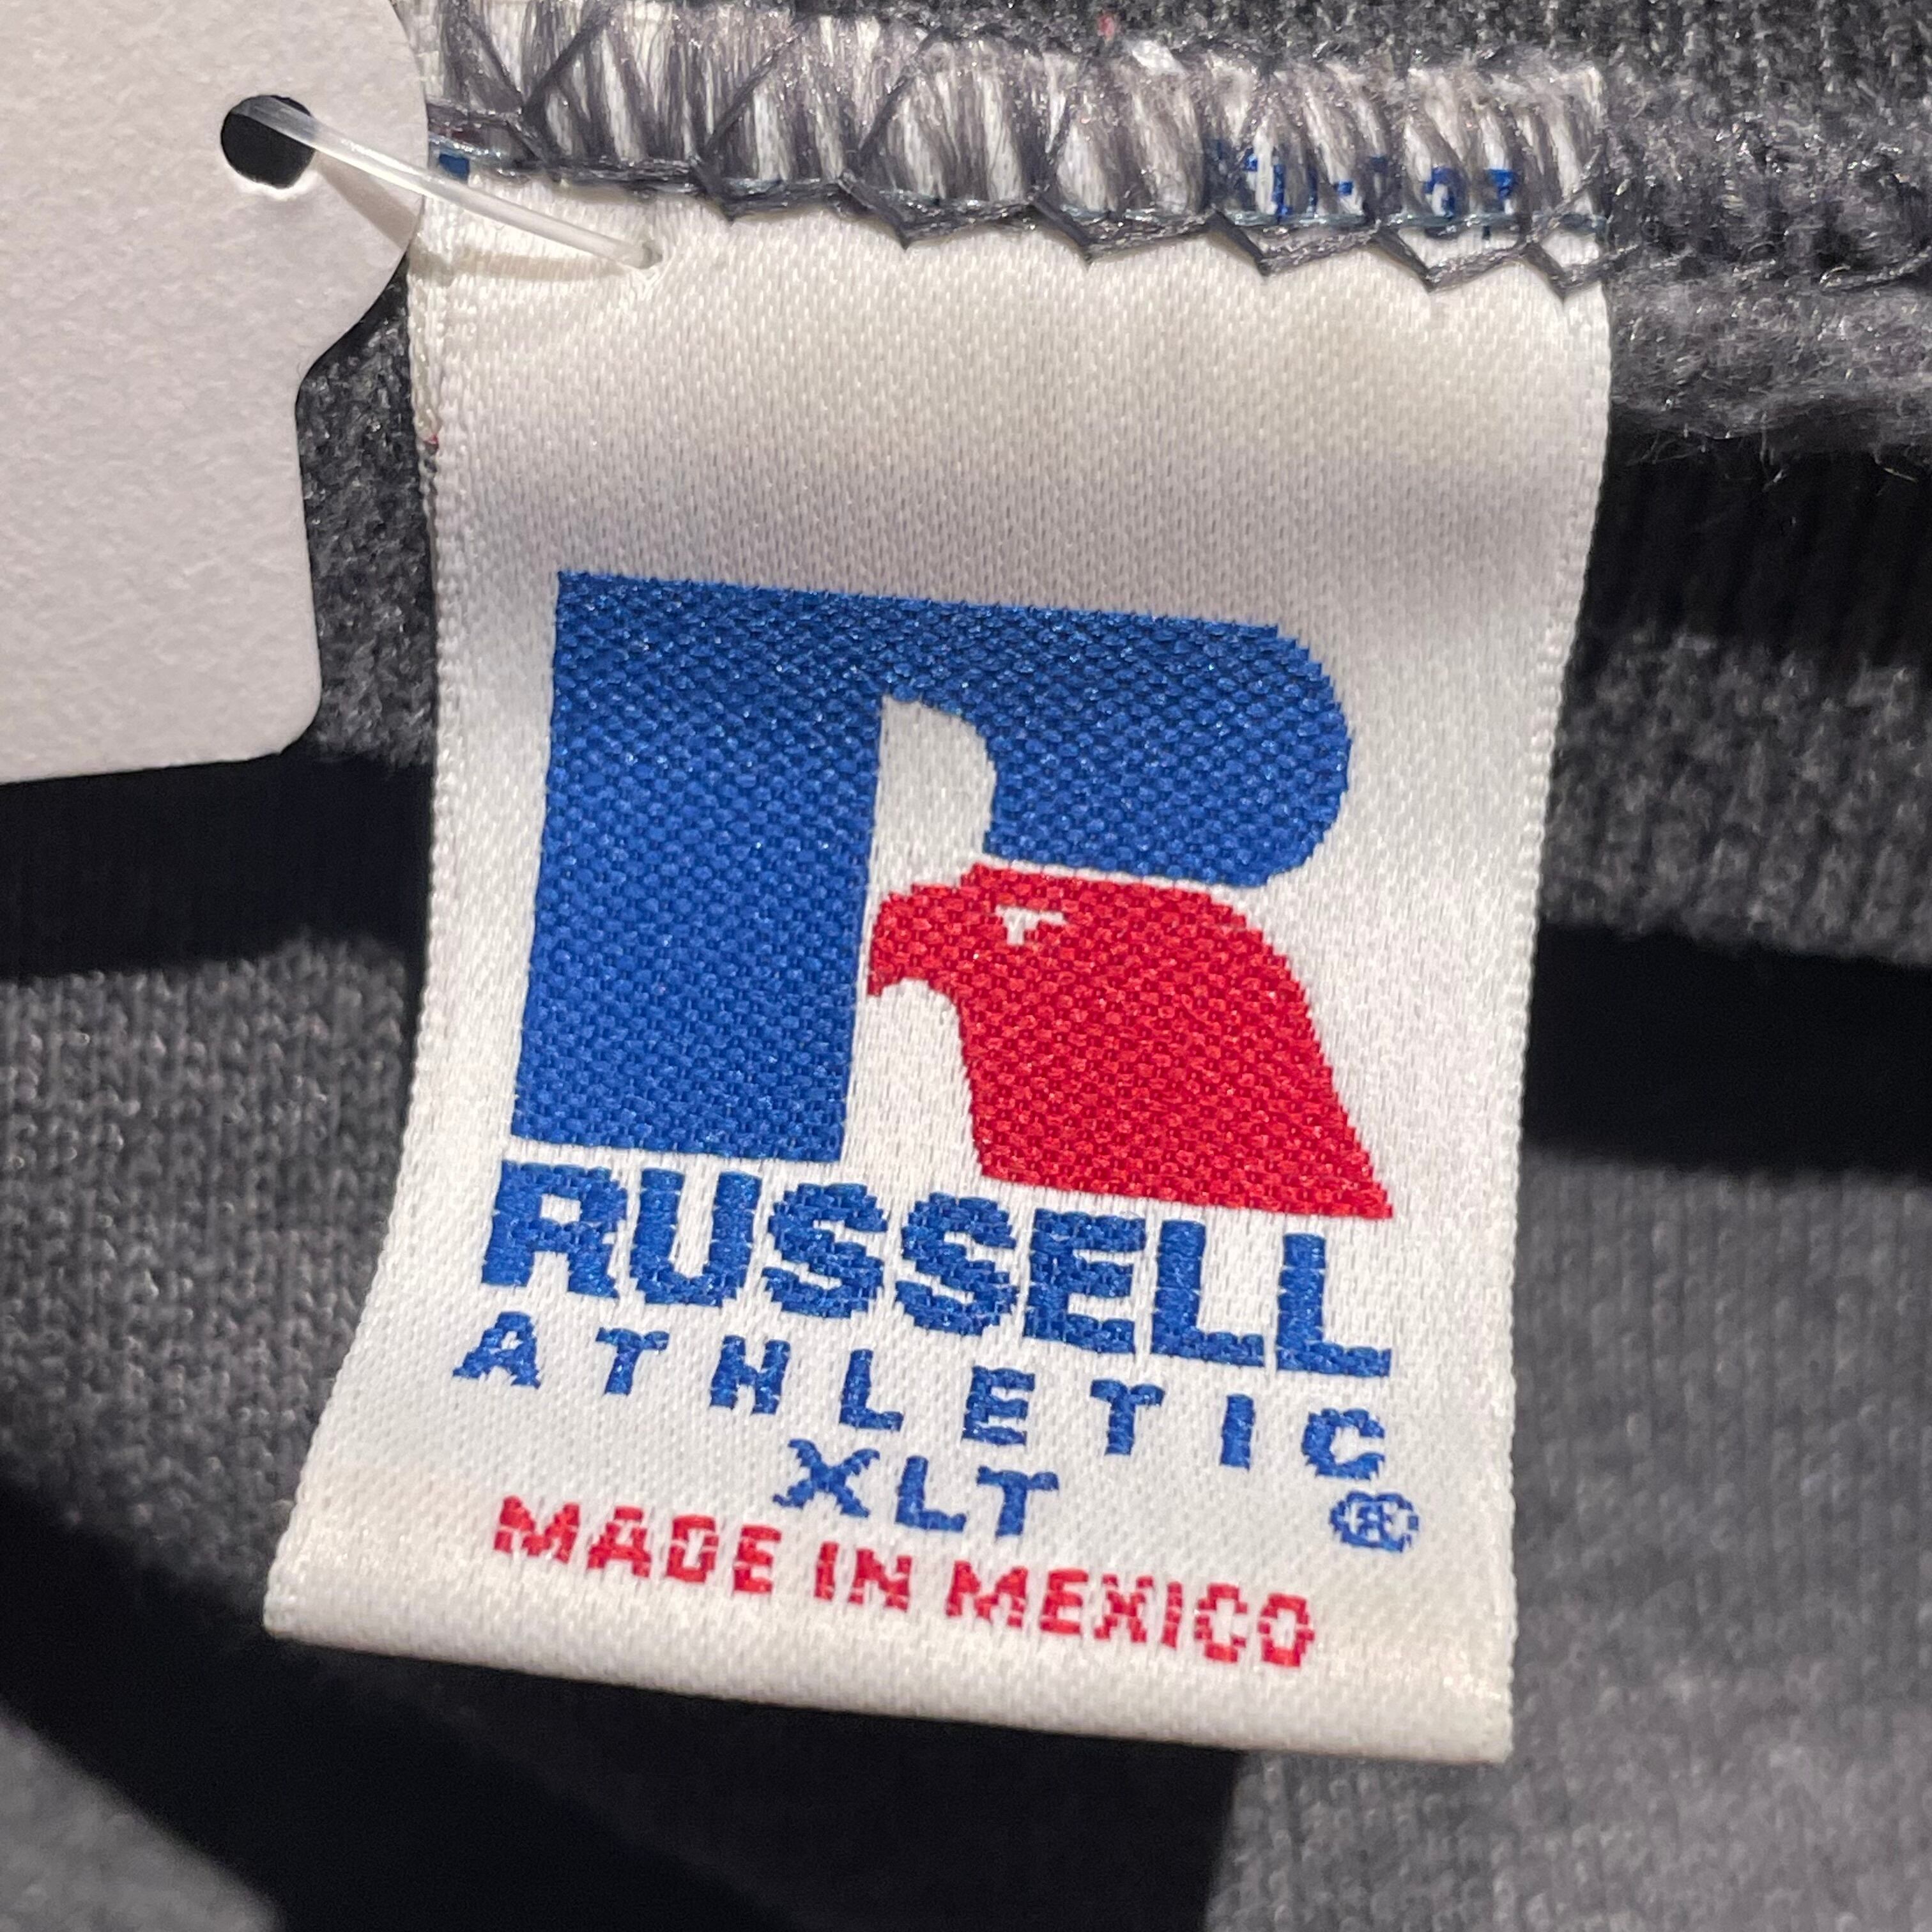 RUSSELL
ATHLETIC
XLT ®
MADE IN MEXICO